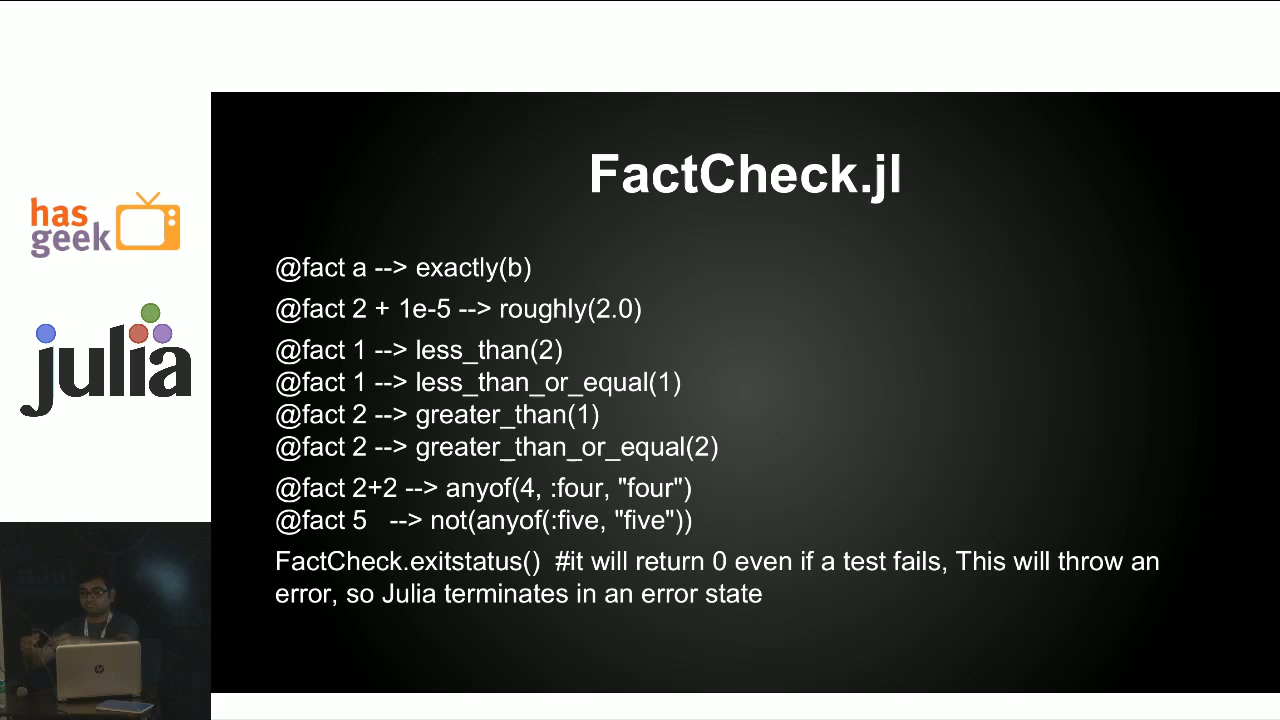 FactCheck.jl
@fact a --> exactly(b)
@fact 2 + 1e-5 --> roughly(2.0)
@fact 1 --> less_than(2)
@fact 1 --> less_than_or_equal(1)
@fact 2 --> greater_than(1)
@fact 2 --> greater_than_or_equal(2)
@fact 2+2 --> anyof(4, :four, "four")
@fact 5   --> not(anyof(:five, "five"))
FactCheck.exitstatus()  #it will return 0 even if a test fails, This will throw an
error, so Julia terminates in an error state
has
geek
julia
hp